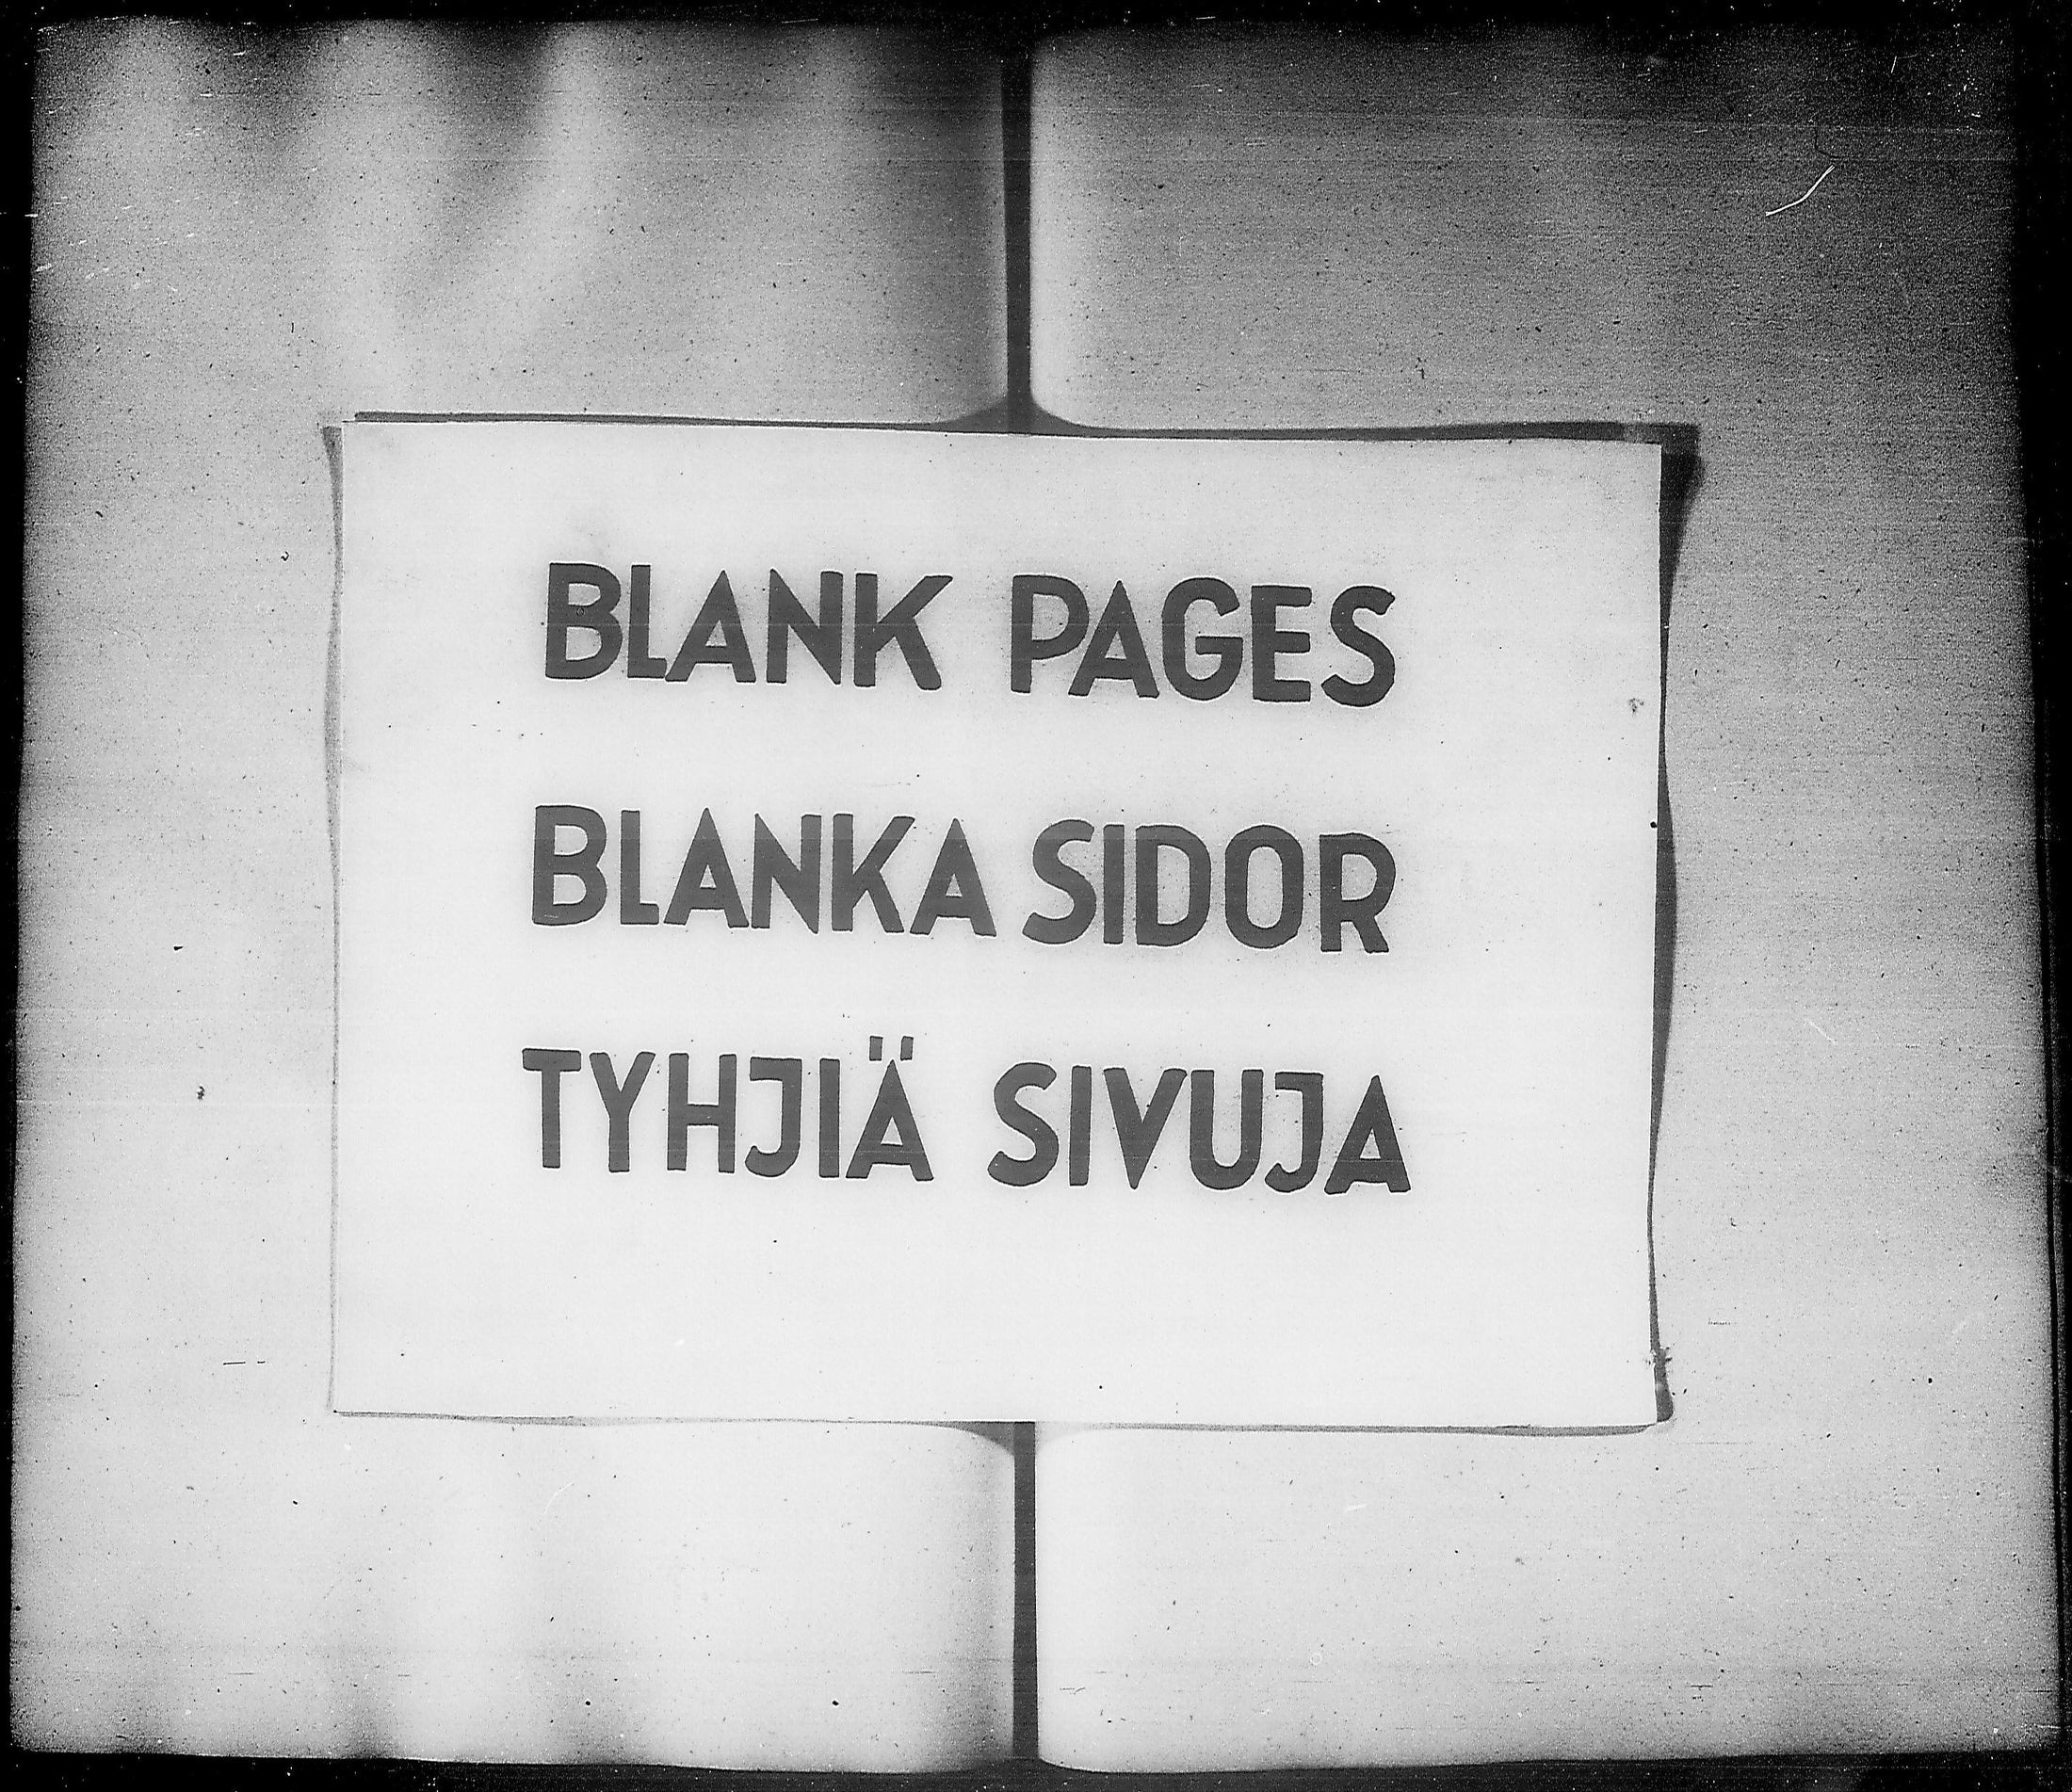 BLANK PAGES
BLANKA SIDOR
TYHJIÄ SIVUJA